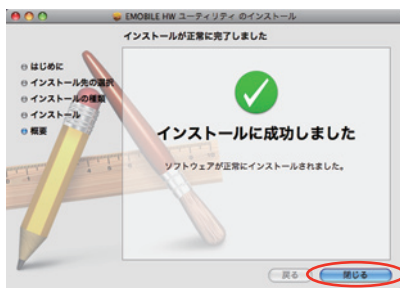 EMOBILE HW ユーティリティ のインストール
インストールが正常に完了しました
はじめに
インストール先の選択
インストールの種類
インストール
概要
インストールに成功しました
ソフトウェアが正常にインストールされました。
戻る
閉じる